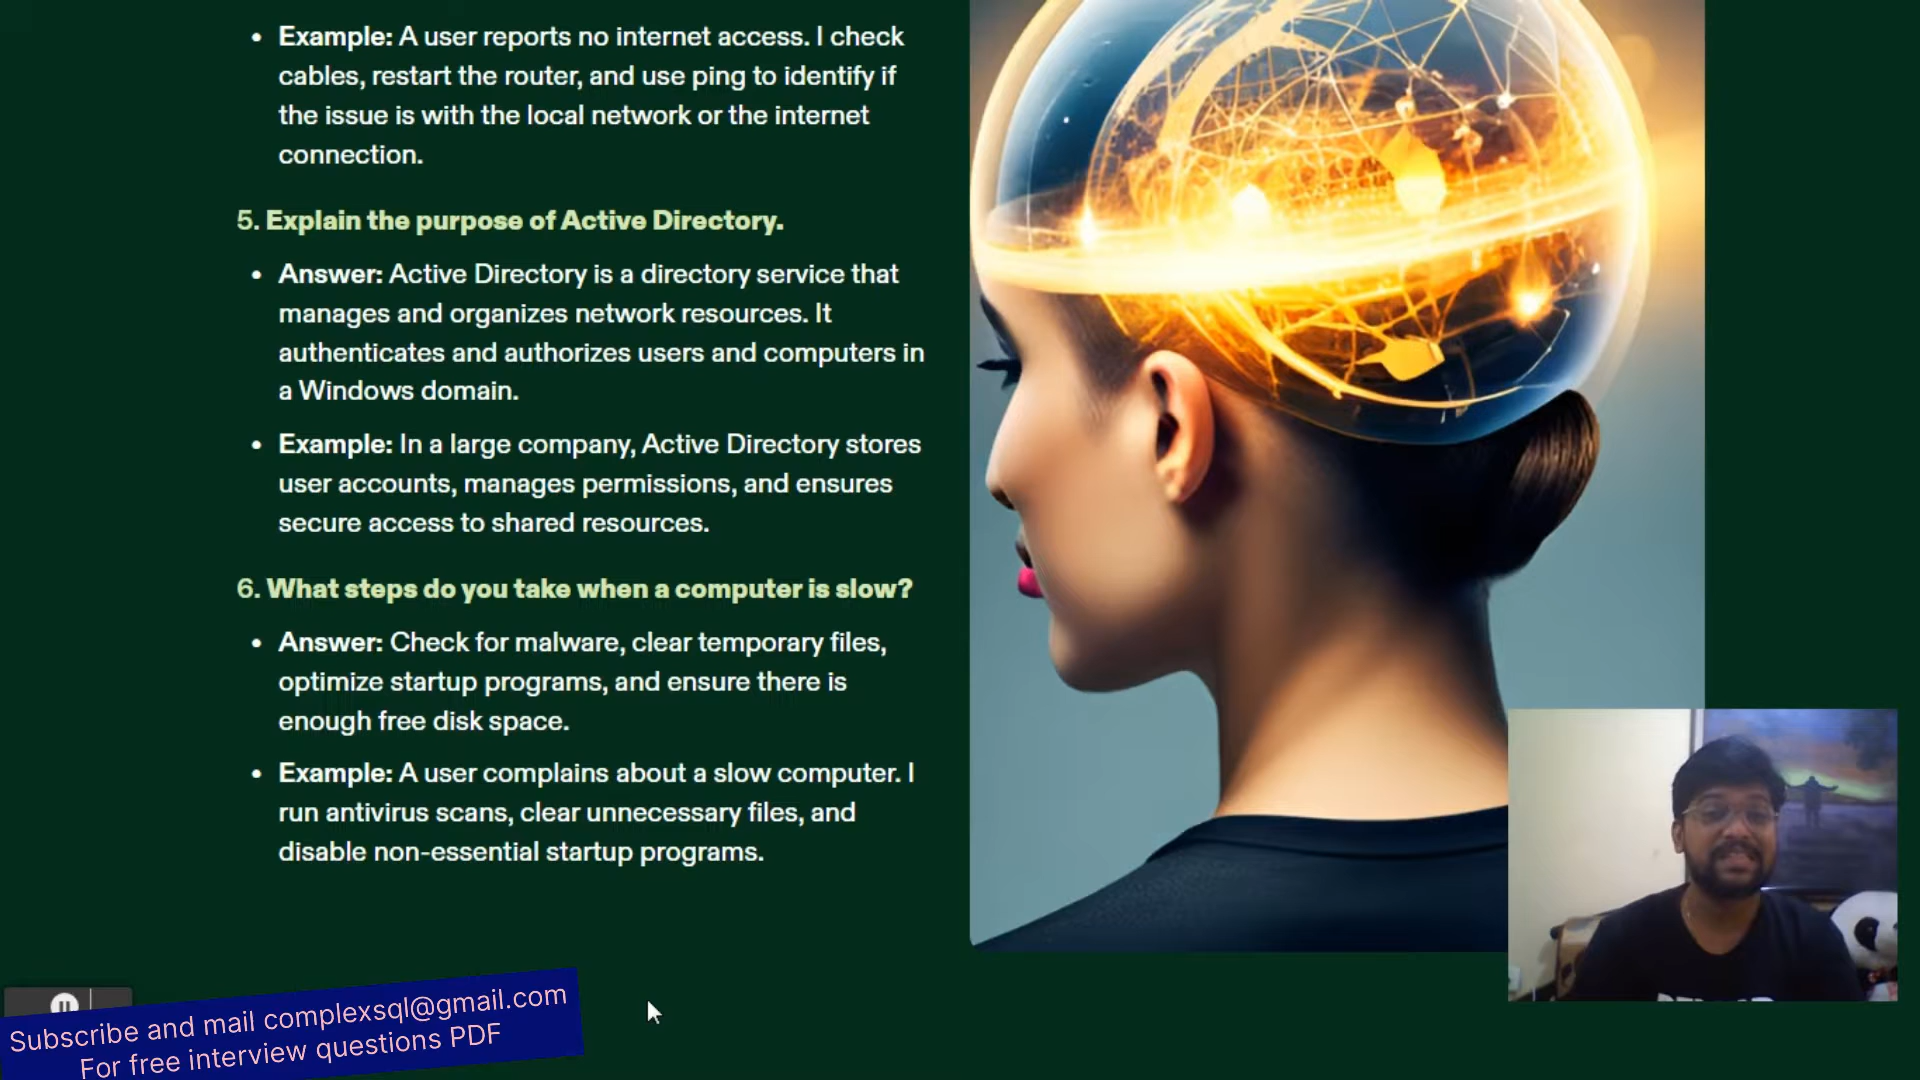 • Example: A user reports no internet access. I check
cables, restart the router, and use ping to identify if
the issue is with the local network or the internet
connection.
5. Explain the purpose of Active Directory.
• Answer: Active Directory is a directory service that
manages and organizes network resources. It
authenticates and authorizes users and computers in
a Windows domain.
• Example: In a large company, Active Directory stores
user accounts, manages permissions, and ensures
secure access to shared resources.
6. What steps do you take when a computer is slow?
• Answer: Check for malware, clear temporary files,
optimize startup programs, and ensure there is
enough free disk space.
• Example: A user complains about a slow computer. I
run antivirus scans, clear unnecessary files, and
disable non-essential startup programs.
Subscribe and mail complexsql@gmail.com
For free interview questions PDF